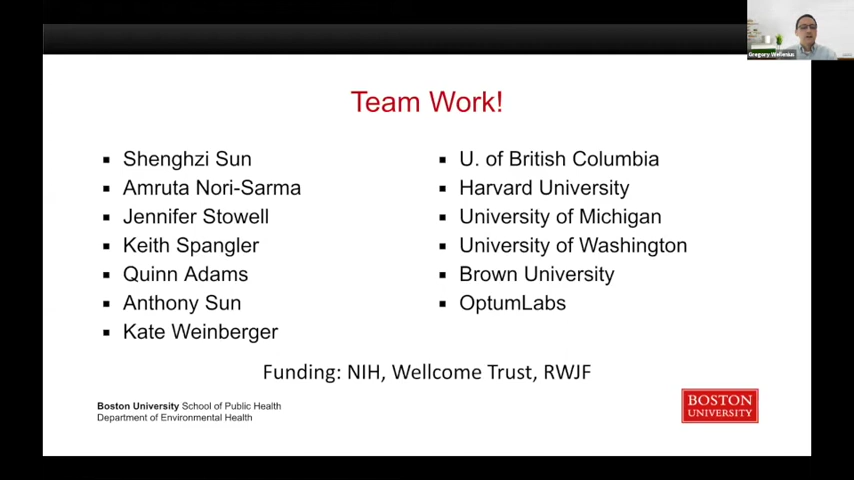 Gregory Wellenius
Team Work!
▪ Shenghzi Sun
▪ Amruta Nori-Sarma
▪ Jennifer Stowell
▪ Keith Spangler
▪ Quinn Adams
▪ Anthony Sun
▪ Kate Weinberger
▪ U. of British Columbia
▪ Harvard University
▪ University of Michigan
▪ University of Washington
▪ Brown University
▪ OptumLabs
Funding: NIH, Wellcome Trust, RWJF
Boston University School of Public Health
Department of Environmental Health
BOSTON
UNIVERSITY